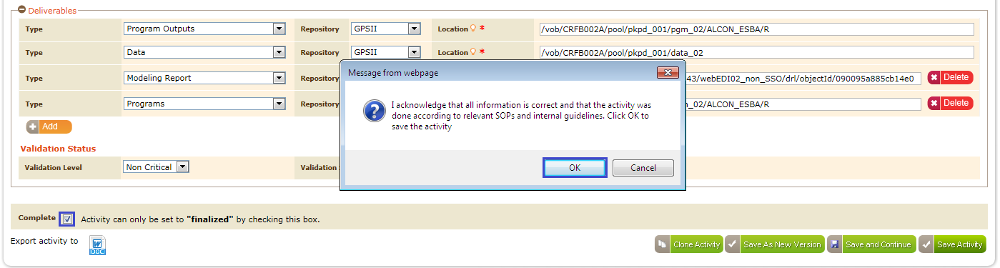 Deliverables
Type Program Outputs Repository GPSII Location * /vob/CRFB002A/pool/pkpd_001/pgm_02/ALCON_ESBA/R
Type Data Repository GPSII Location * /vob/CRFB002A/pool/pkpd_001/data_02
Message from webpage
Type Modeling Report Repository 43/webEDI02_non_SSO/drl/objectId/090095a885cb14e0 Delete
Type Programs Repository m_02/ALCON_ESBA/R Delete
I acknowledge that all information is correct and that the activity was
done according to relevant SOPs and internal guidelines. Click OK to
save the activity
Add
Validation Status
Validation Level Non Critical Validation
OK Cancel
Complete Activity can only be set to "finalized" by checking this box.
Export activity to W DOC Clone Activity Save As New Version Save and Continue Save Activity